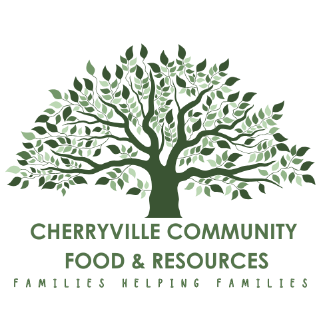 CHERRYVILLE COMMUNITY
FOOD & RESOURCES
FAMILIES HELPING FAMILIES